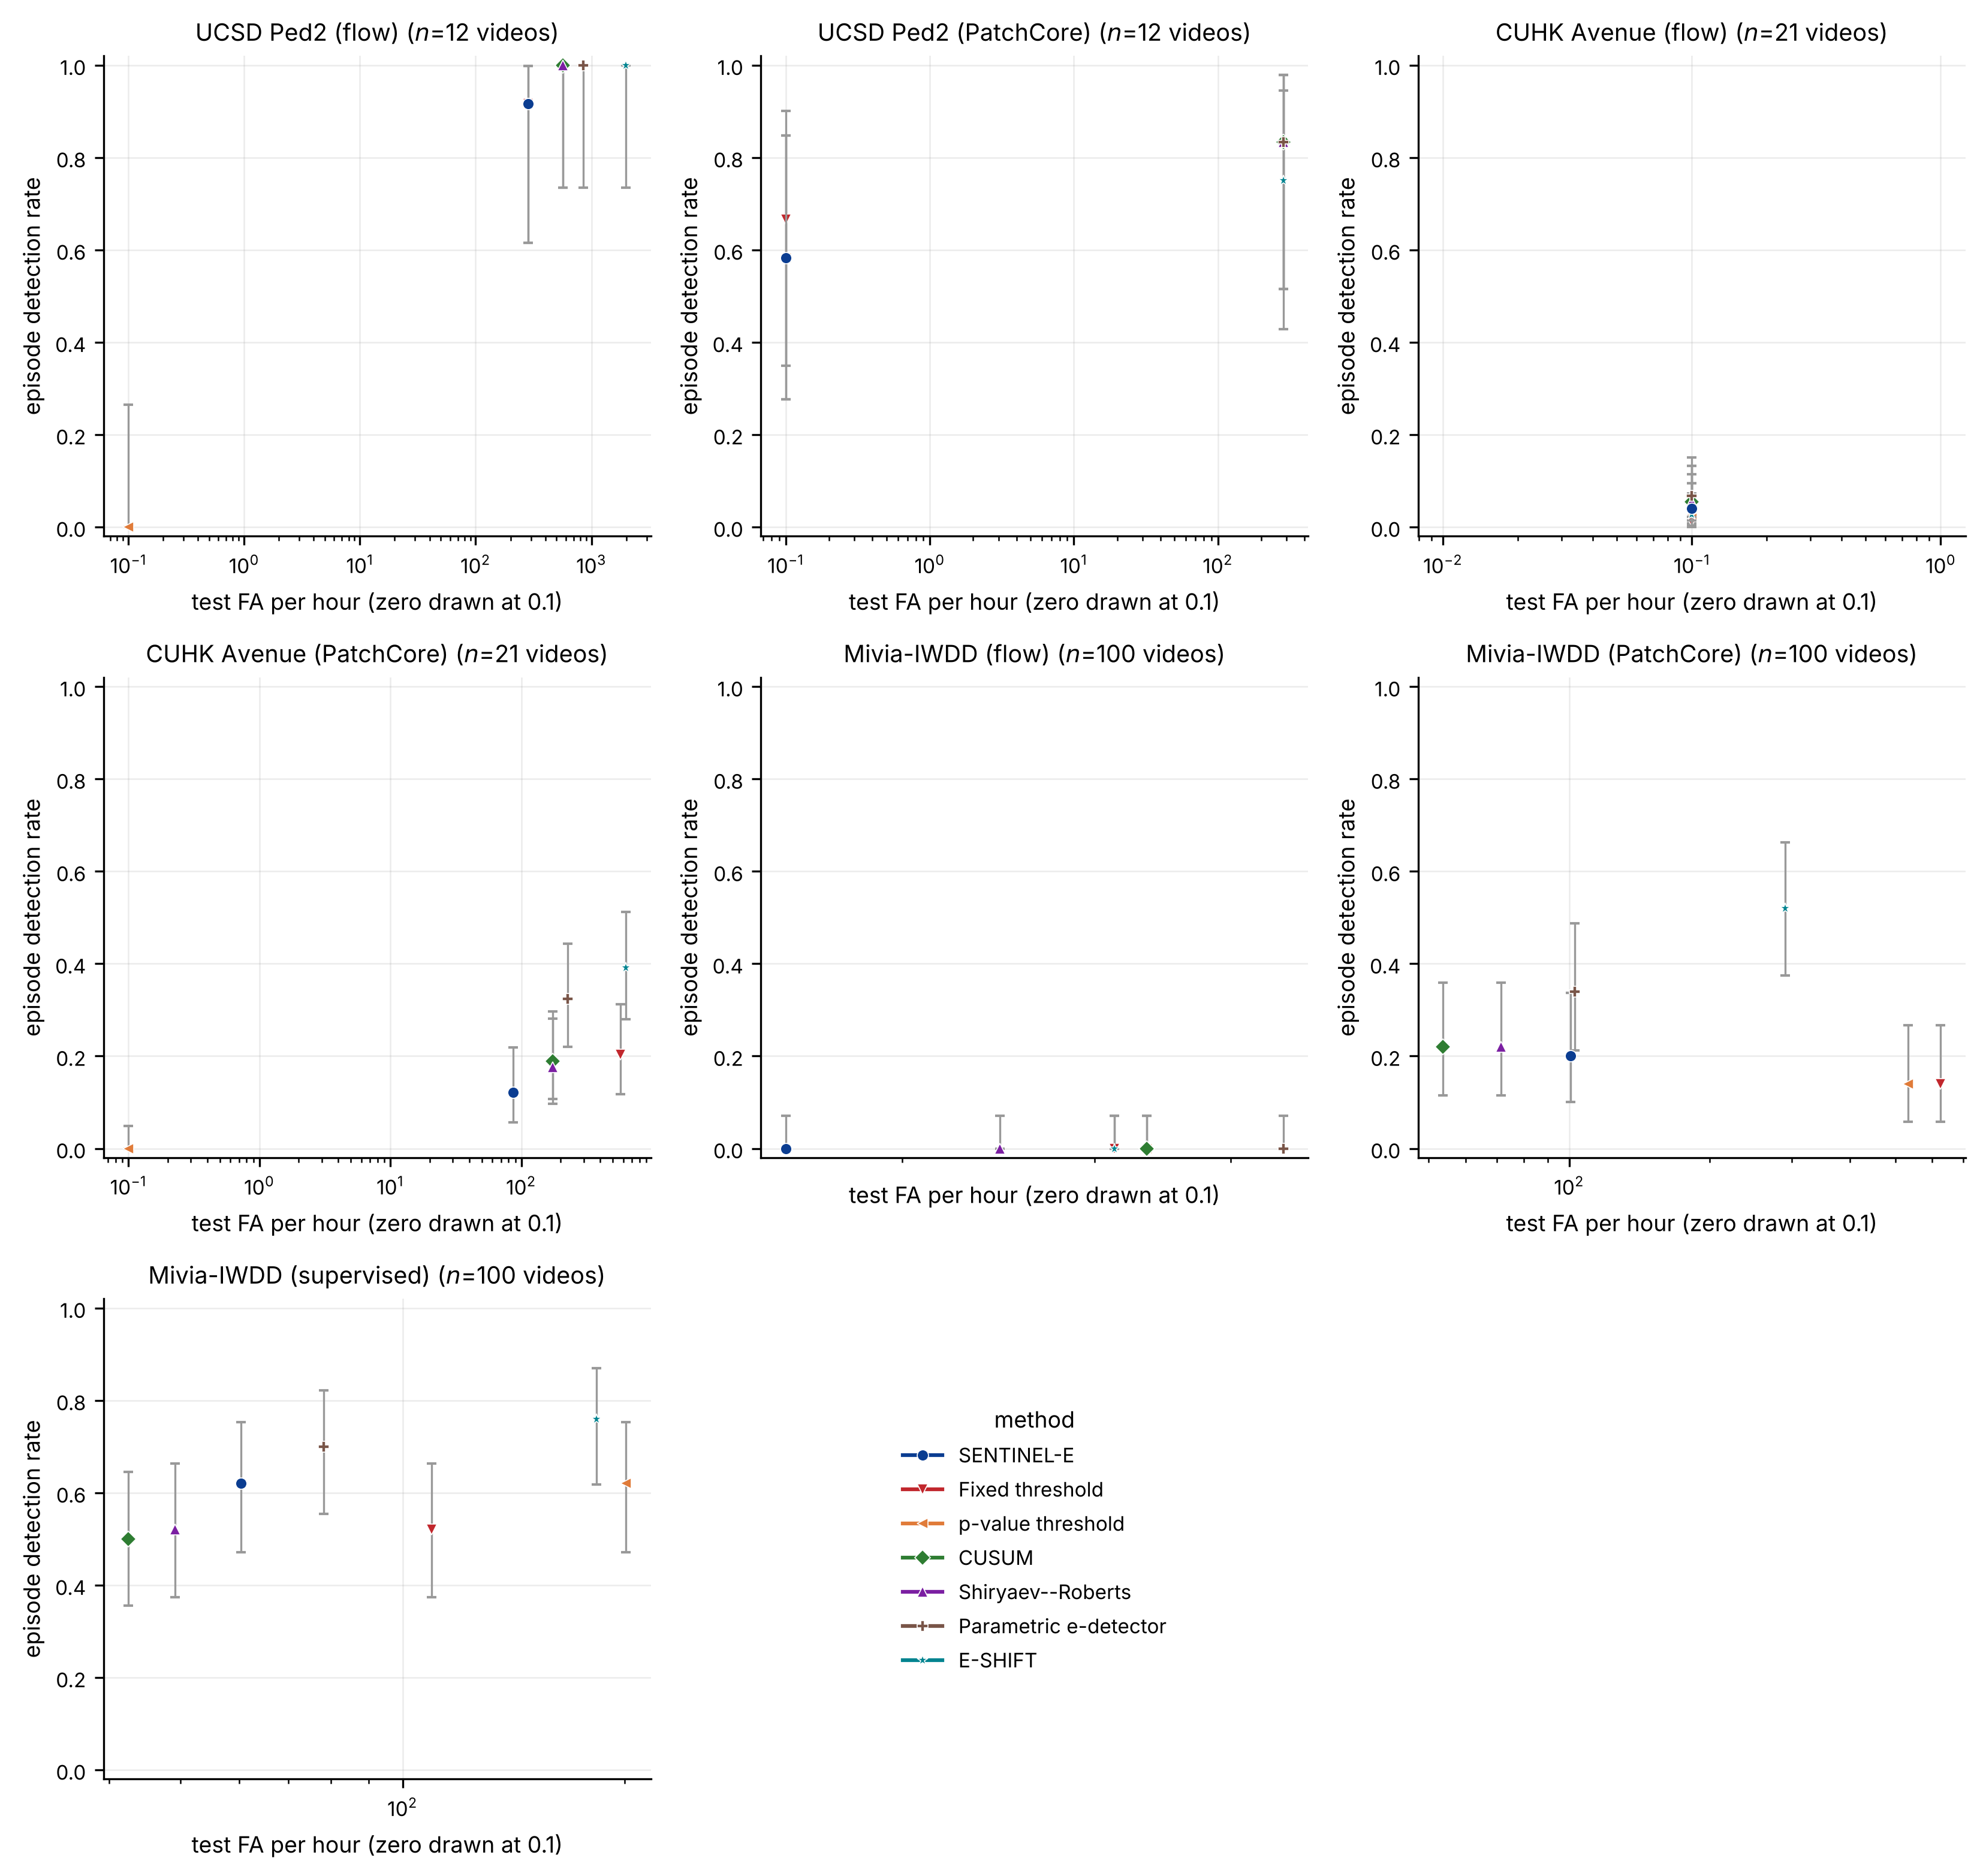 UCSD Ped2 (flow) (n=12 videos)
1.0
0.8
0.6
0.4
0.2
0.0
episode detection rate
10⁻¹ 10⁰ 10¹ 10² 10³
test FA per hour (zero drawn at 0.1)
UCSD Ped2 (PatchCore) (n=12 videos)
1.0
0.8
0.6
0.4
0.2
0.0
episode detection rate
10⁻¹ 10⁰ 10¹ 10²
test FA per hour (zero drawn at 0.1)
CUHK Avenue (flow) (n=21 videos)
1.0
0.8
0.6
0.4
0.2
0.0
episode detection rate
10⁻² 10⁻¹ 10⁰
test FA per hour (zero drawn at 0.1)
CUHK Avenue (PatchCore) (n=21 videos)
1.0
0.8
0.6
0.4
0.2
0.0
episode detection rate
10⁻¹ 10⁰ 10¹ 10²
test FA per hour (zero drawn at 0.1)
Mivia-IWDD (flow) (n=100 videos)
1.0
0.8
0.6
0.4
0.2
0.0
episode detection rate
test FA per hour (zero drawn at 0.1)
Mivia-IWDD (PatchCore) (n=100 videos)
1.0
0.8
0.6
0.4
0.2
0.0
episode detection rate
10²
test FA per hour (zero drawn at 0.1)
Mivia-IWDD (supervised) (n=100 videos)
1.0
0.8
0.6
0.4
0.2
0.0
episode detection rate
10²
test FA per hour (zero drawn at 0.1)
method
SENTINEL-E
Fixed threshold
p-value threshold
CUSUM
Shiryaev--Roberts
Parametric e-detector
E-SHIFT